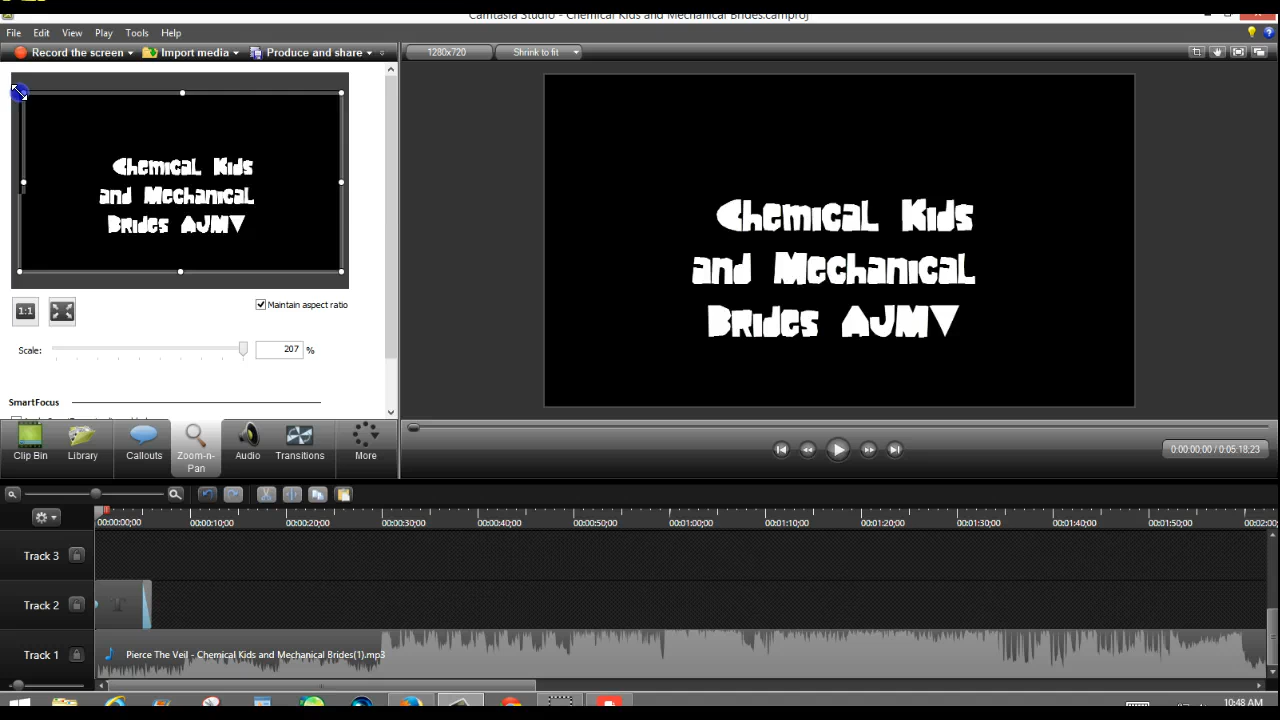 Camtasia Studio - Chemical Kids and Mechanical Brides.camproj
File Edit View Play Tools Help
Record the screen Import media Produce and share
1280x720 Shrink to fit
Chemical Kids
and Mechanical
Brides AJMV
Chemical Kids
and Mechanical
Brides AJMV
1:1 Maintain aspect ratio
Scale: 207 %
SmartFocus
Clip Bin Library Callouts Zoom-n-Pan Audio Transitions More
0:00:00;00 / 0:05:18;23
00:00:00;00 00:00:10;00 00:00:20;00 00:00:30;00 00:00:40;00 00:00:50;00 00:01:00;00 00:01:10;00 00:01:20;00 00:01:30;00 00:01:40;00 00:01:50;00 00:02:00;
Track 3
Track 2 T
Track 1 Pierce The Veil - Chemical Kids and Mechanical Brides(1).mp3
10:48 AM